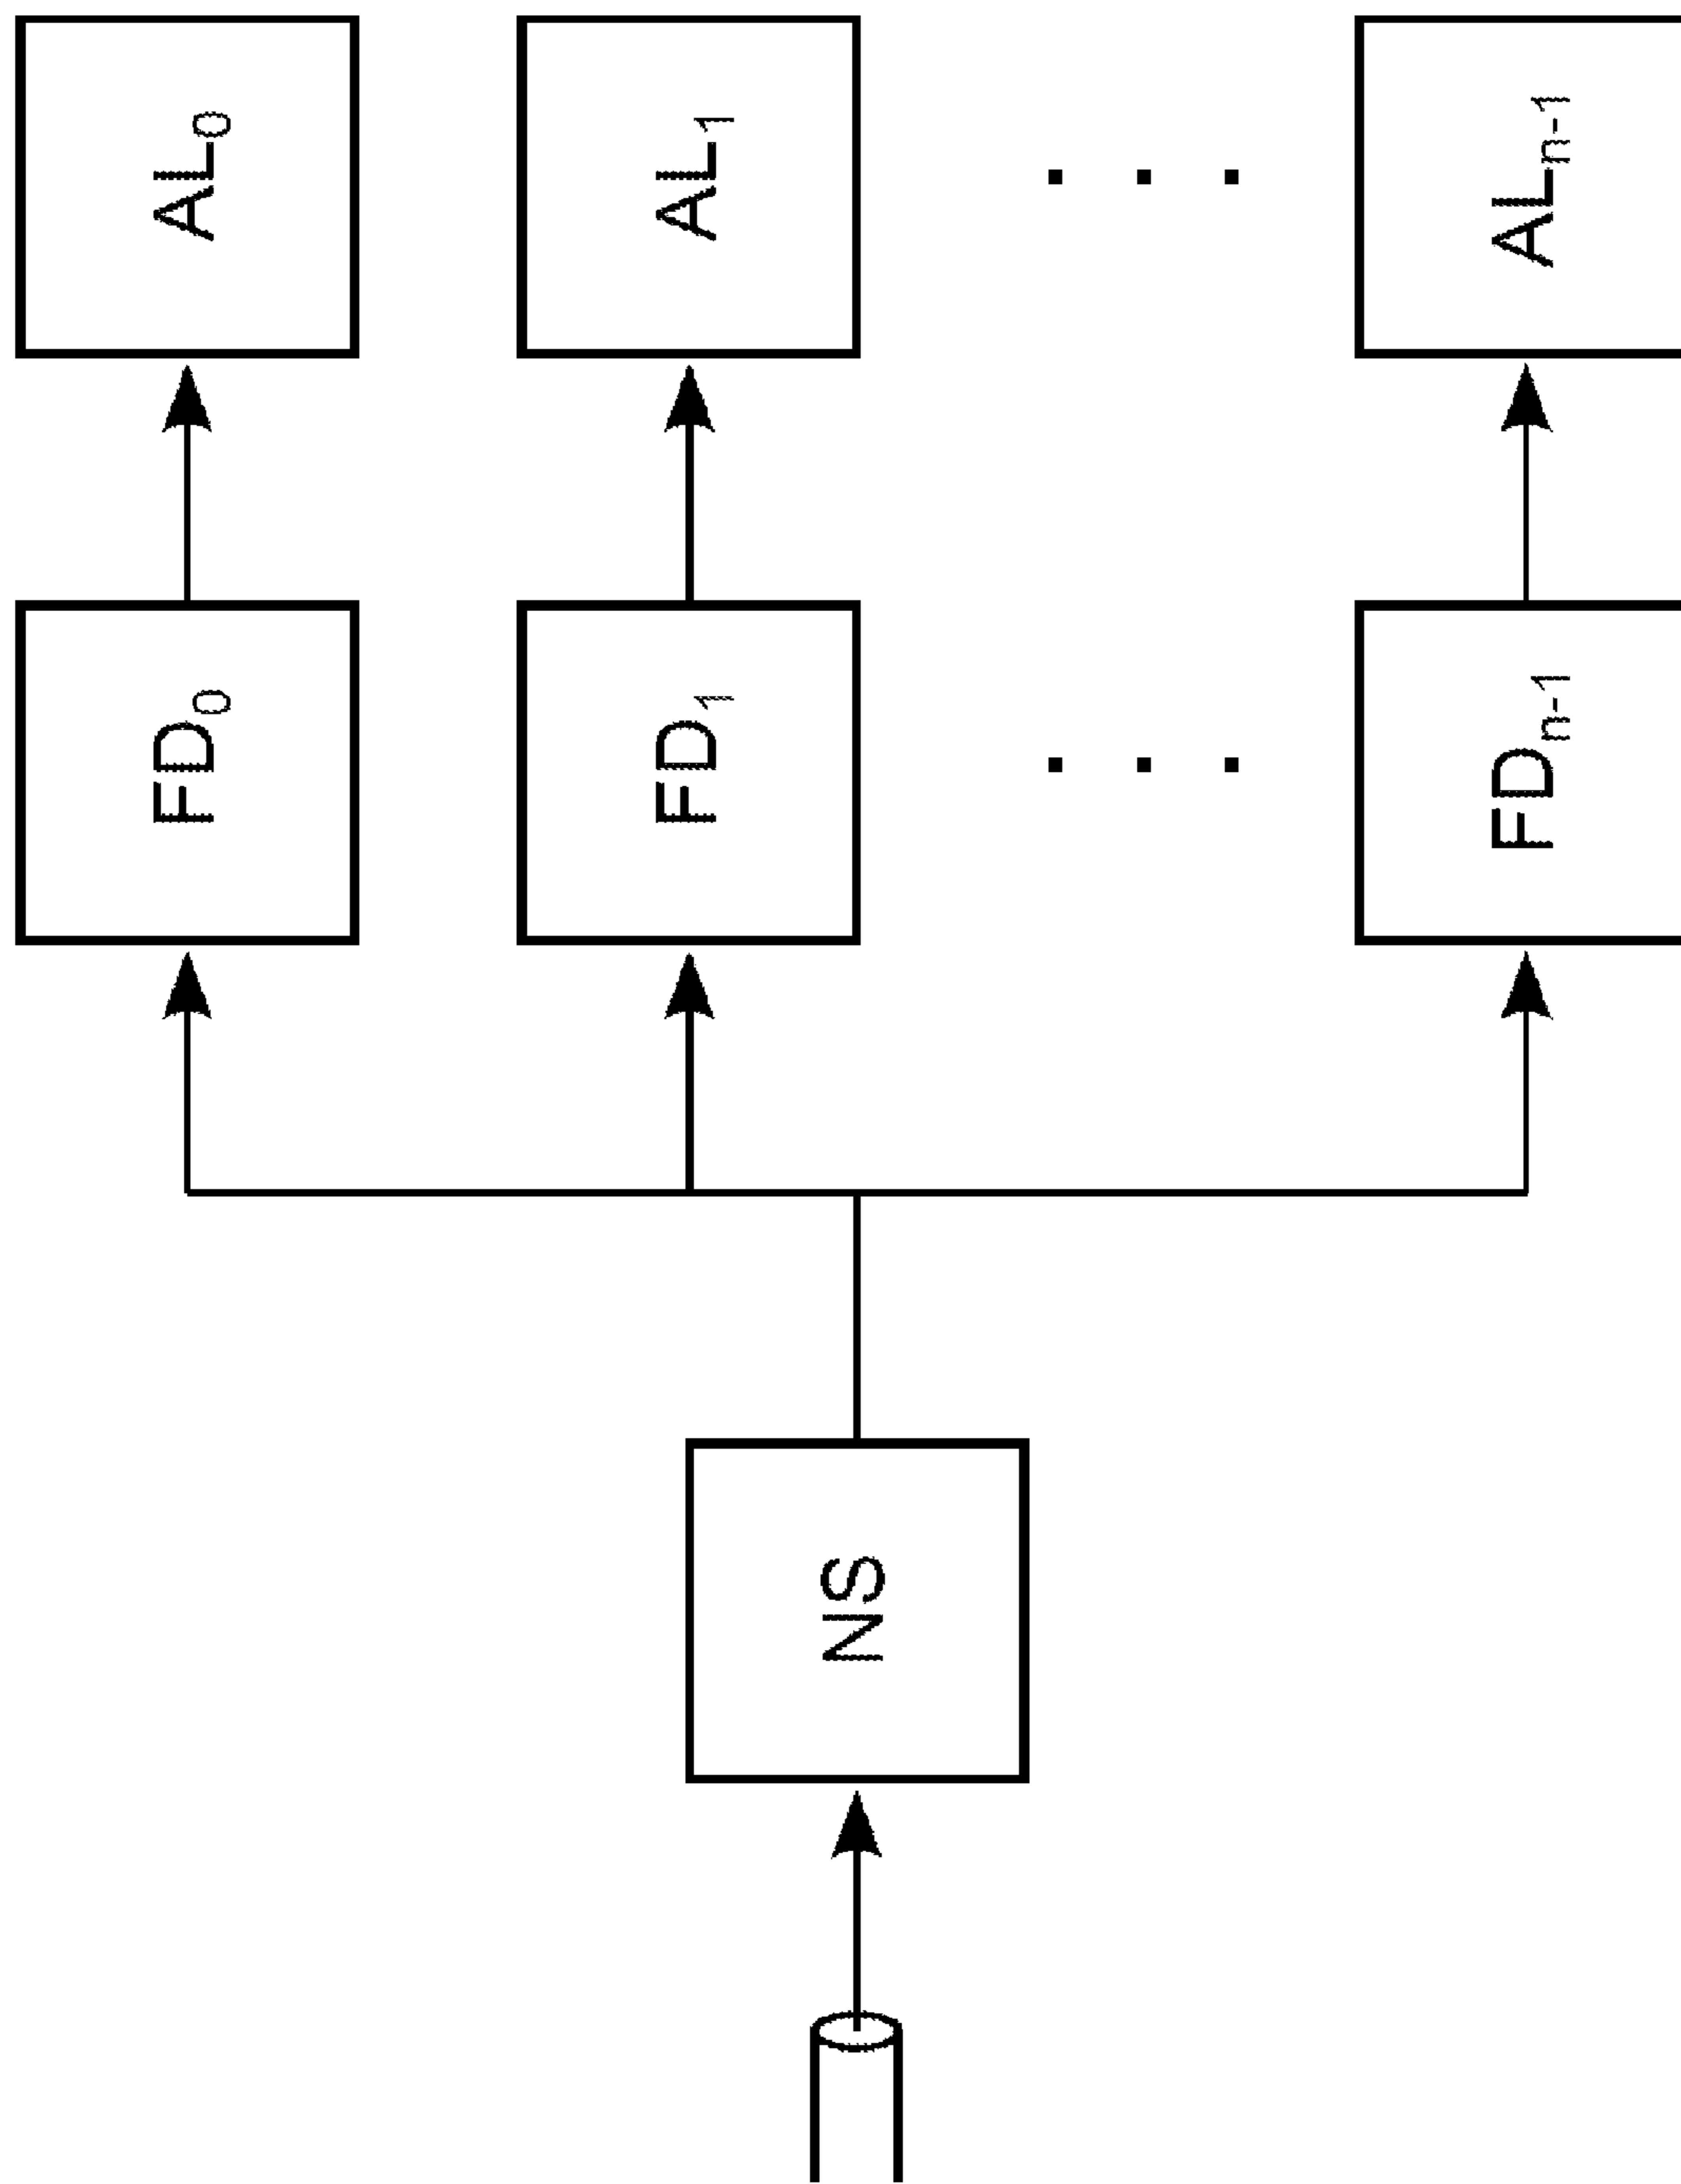 AL₀
AL₁
. . .
ALₙ₋₁
FD₀
FD₁
. . .
FDₙ₋₁
NS